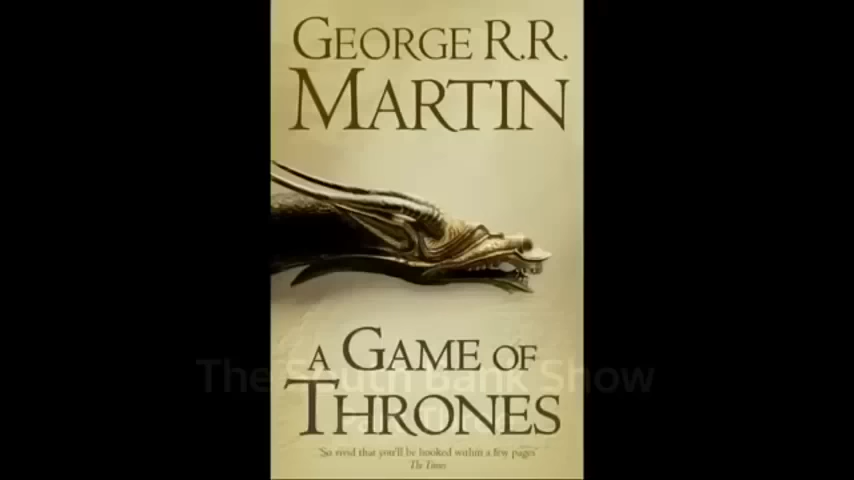 GEORGE R.R.
MARTIN
A GAME OF
The South Bank Show
THRONES
'So vivid that you'll be hooked within a few pages'
The Times